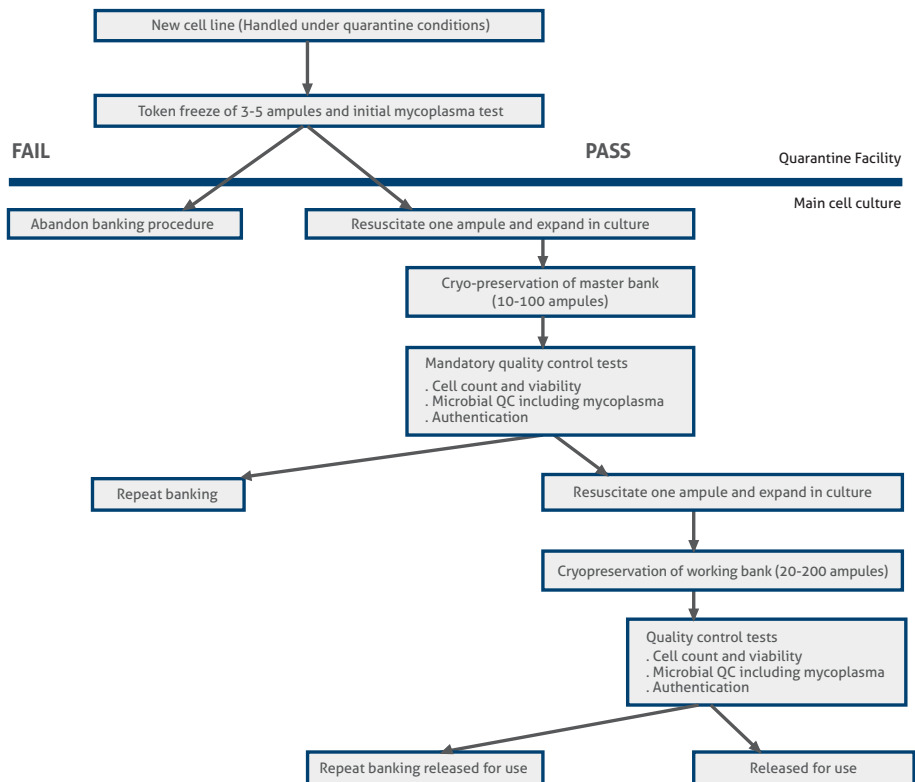 New cell line (Handled under quarantine conditions)
Token freeze of 3-5 ampules and initial mycoplasma test
FAIL
PASS
Quarantine Facility
Main cell culture
Abandon banking procedure
Resuscitate one ampule and expand in culture
Cryo-preservation of master bank
(10-100 ampules)
Mandatory quality control tests
. Cell count and viability
. Microbial QC including mycoplasma
. Authentication
Repeat banking
Resuscitate one ampule and expand in culture
Cryopreservation of working bank (20-200 ampules)
Quality control tests
. Cell count and viability
. Microbial QC including mycoplasma
. Authentication
Repeat banking released for use
Released for use